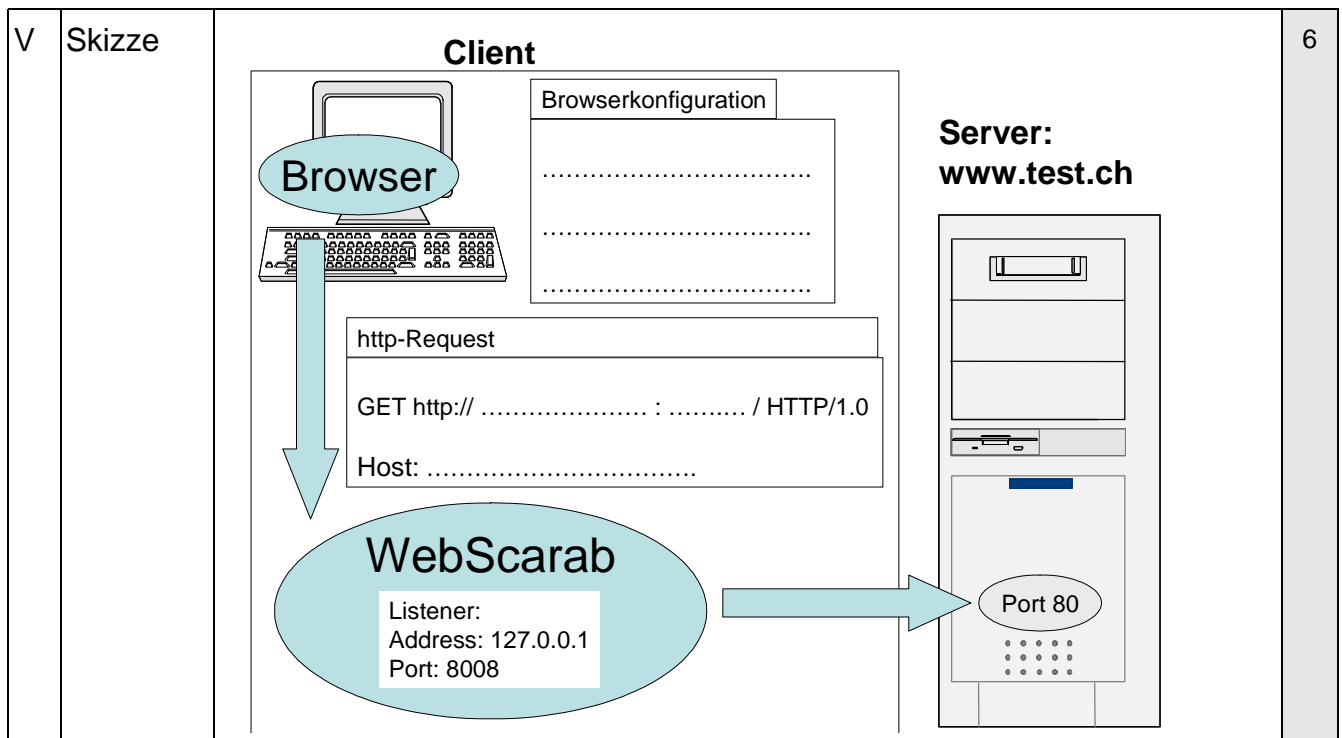 V
Skizze
6
Client
Browserkonfiguration
…………………………….
…………………………….
…………………………….
Browser
Server:
www.test.ch
http-Request
GET http:// ………………… : ………. / HTTP/1.0
Host: …………………………….
WebScarab
Listener:
Address: 127.0.0.1
Port: 8008
Port 80